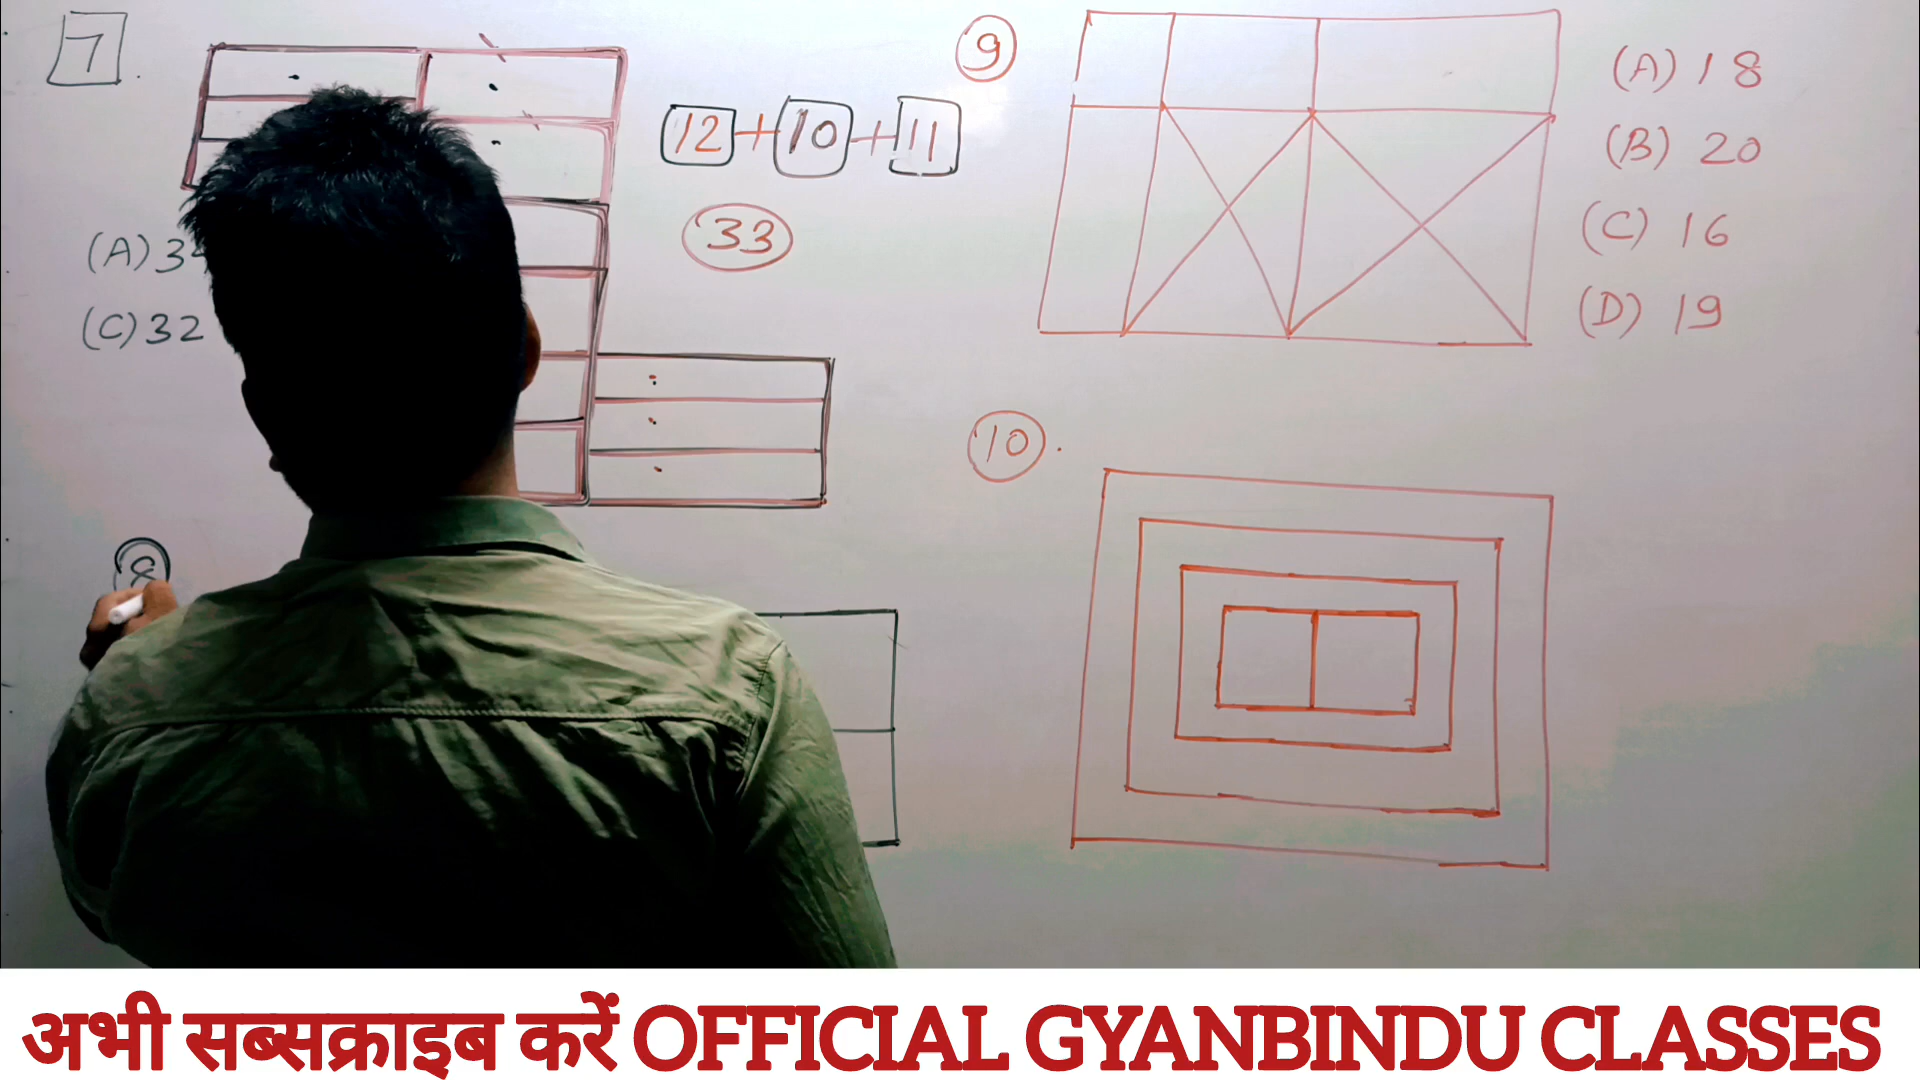 7.
12+10+11
33
(A) 3
(C) 32
8
9
(A) 18
(B) 20
(C) 16
(D) 19
10.
अभी सब्सक्राइब करें OFFICIAL GYANBINDU CLASSES